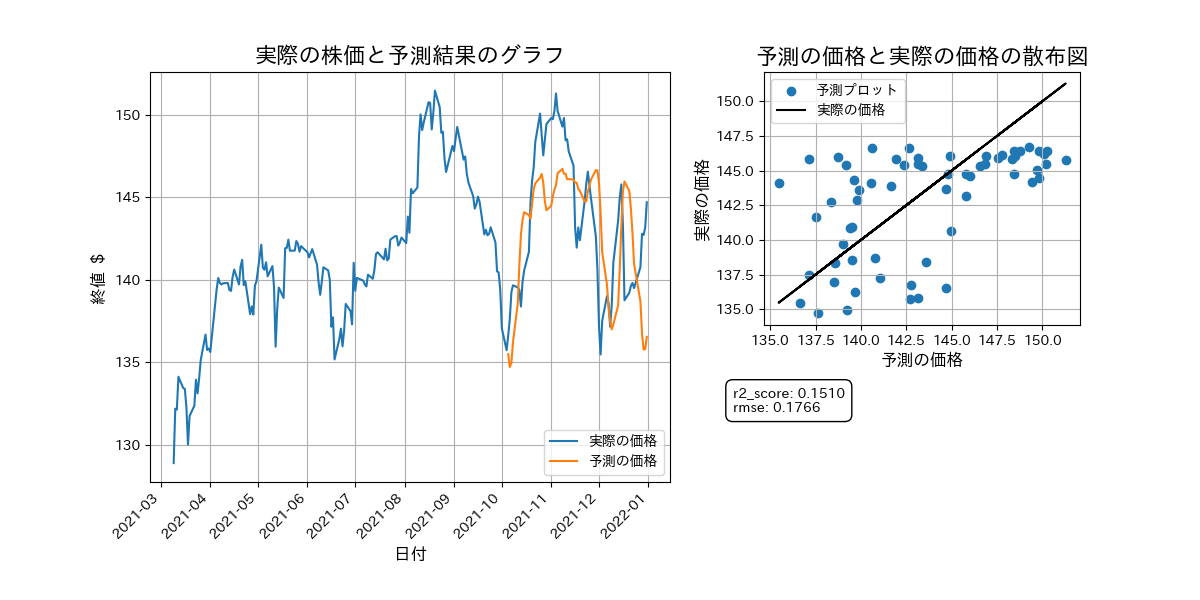 実際の株価と予測結果のグラフ
終値 $
150
145
140
135
130
実際の価格
予測の価格
2021-03
2021-04
2021-05
2021-06
2021-07
2021-08
2021-09
2021-10
2021-11
2021-12
2022-01
日付
予測の価格と実際の価格の散布図
予測プロット
実際の価格
実際の価格
150.0
147.5
145.0
142.5
140.0
137.5
135.0
135.0
137.5
140.0
142.5
145.0
147.5
150.0
予測の価格
r2_score: 0.1510
rmse: 0.1766